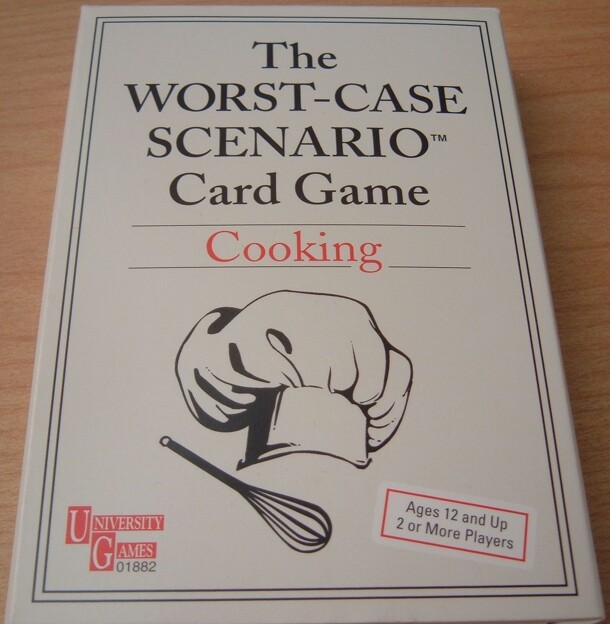 The
WORST-CASE
SCENARIO™
Card Game
Cooking
UNIVERSITY
GAMES
01882
Ages 12 and Up
2 or More Players